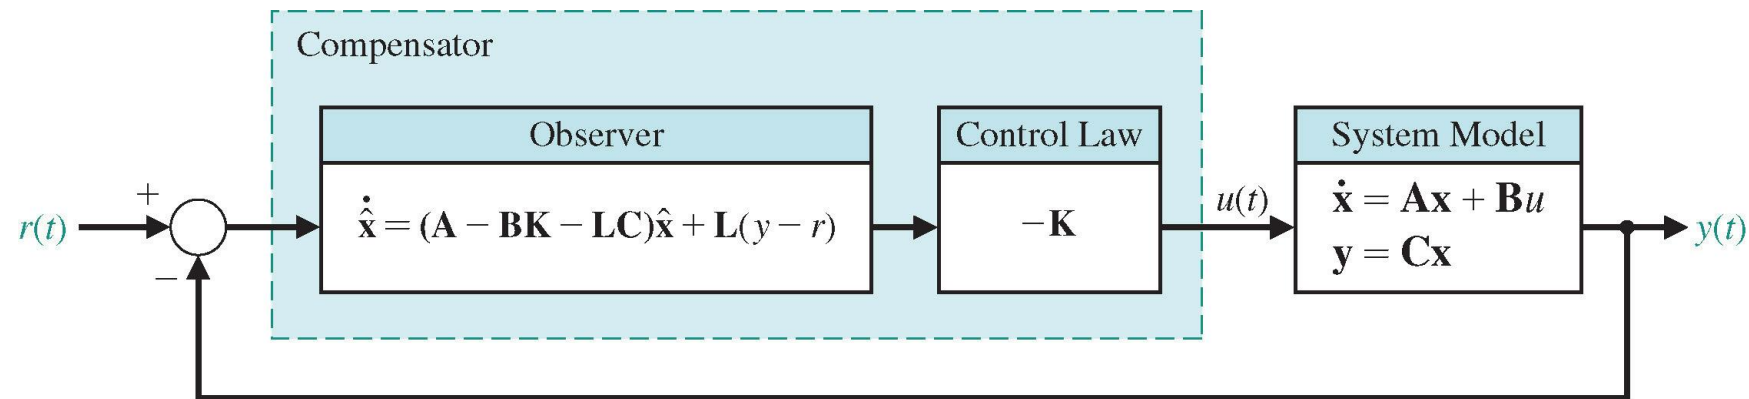 Compensator
Observer
Control Law
System Model
+
r(t)
−
x̂̇ = (A − BK − LC)x̂ + L(y − r)
−K
u(t)
ẋ = Ax + Bu
y = Cx
y(t)